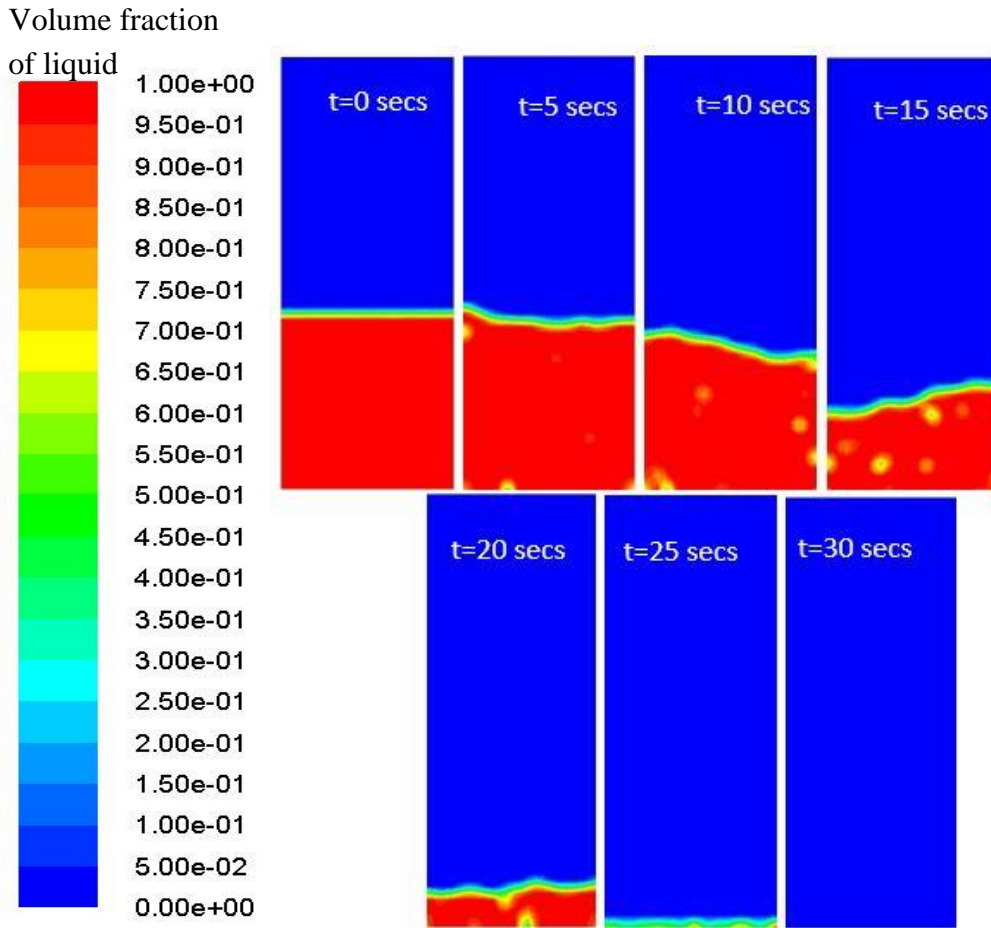 Volume fraction
of liquid
1.00e+00
9.50e-01
9.00e-01
8.50e-01
8.00e-01
7.50e-01
7.00e-01
6.50e-01
6.00e-01
5.50e-01
5.00e-01
4.50e-01
4.00e-01
3.50e-01
3.00e-01
2.50e-01
2.00e-01
1.50e-01
1.00e-01
5.00e-02
0.00e+00
t=0 secs
t=5 secs
t=10 secs
t=15 secs
t=20 secs
t=25 secs
t=30 secs